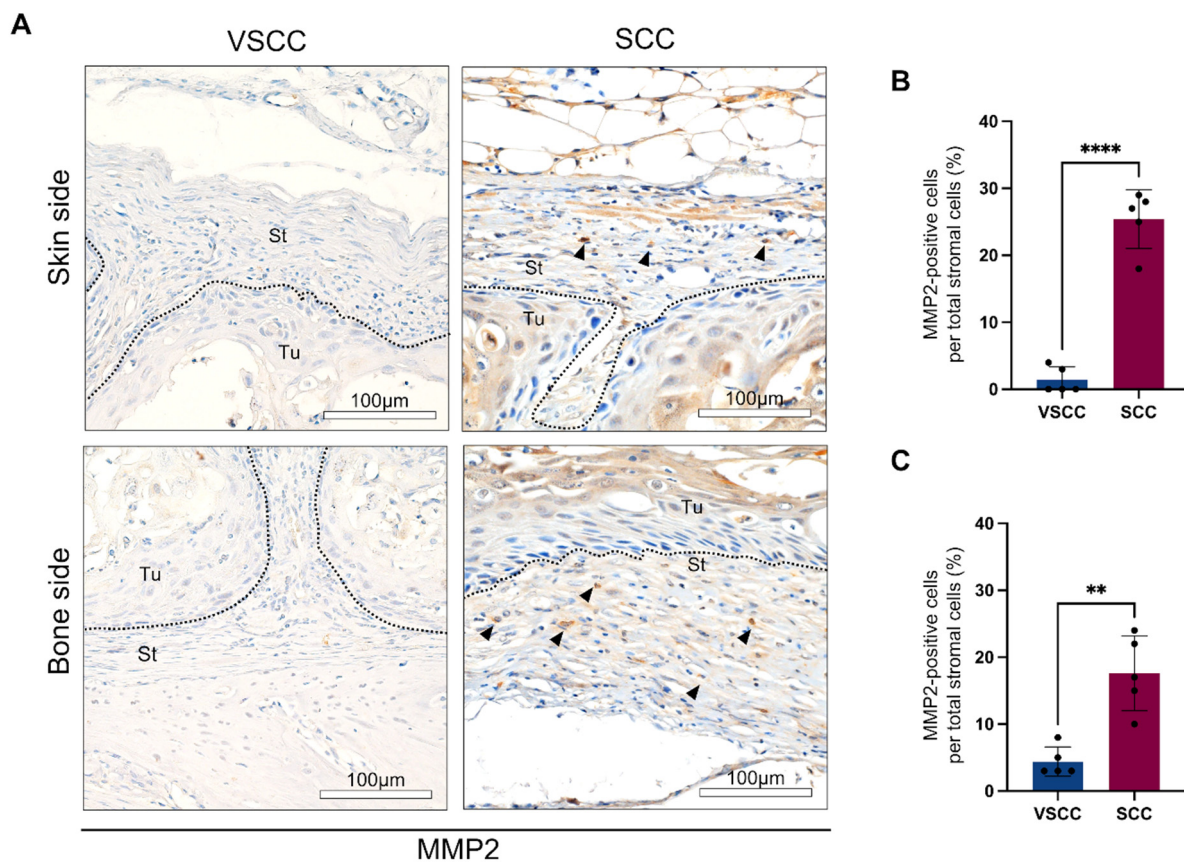 A
VSCC
SCC
Skin side
St
Tu
100µm
St
Tu
100µm
Bone side
Tu
St
100µm
Tu
St
100µm
MMP2
B
MMP2-positive cells
per total stromal cells (%)
40
30
20
10
0
****
VSCC
SCC
C
MMP2-positive cells
per total stromal cells (%)
40
30
20
10
0
**
VSCC
SCC